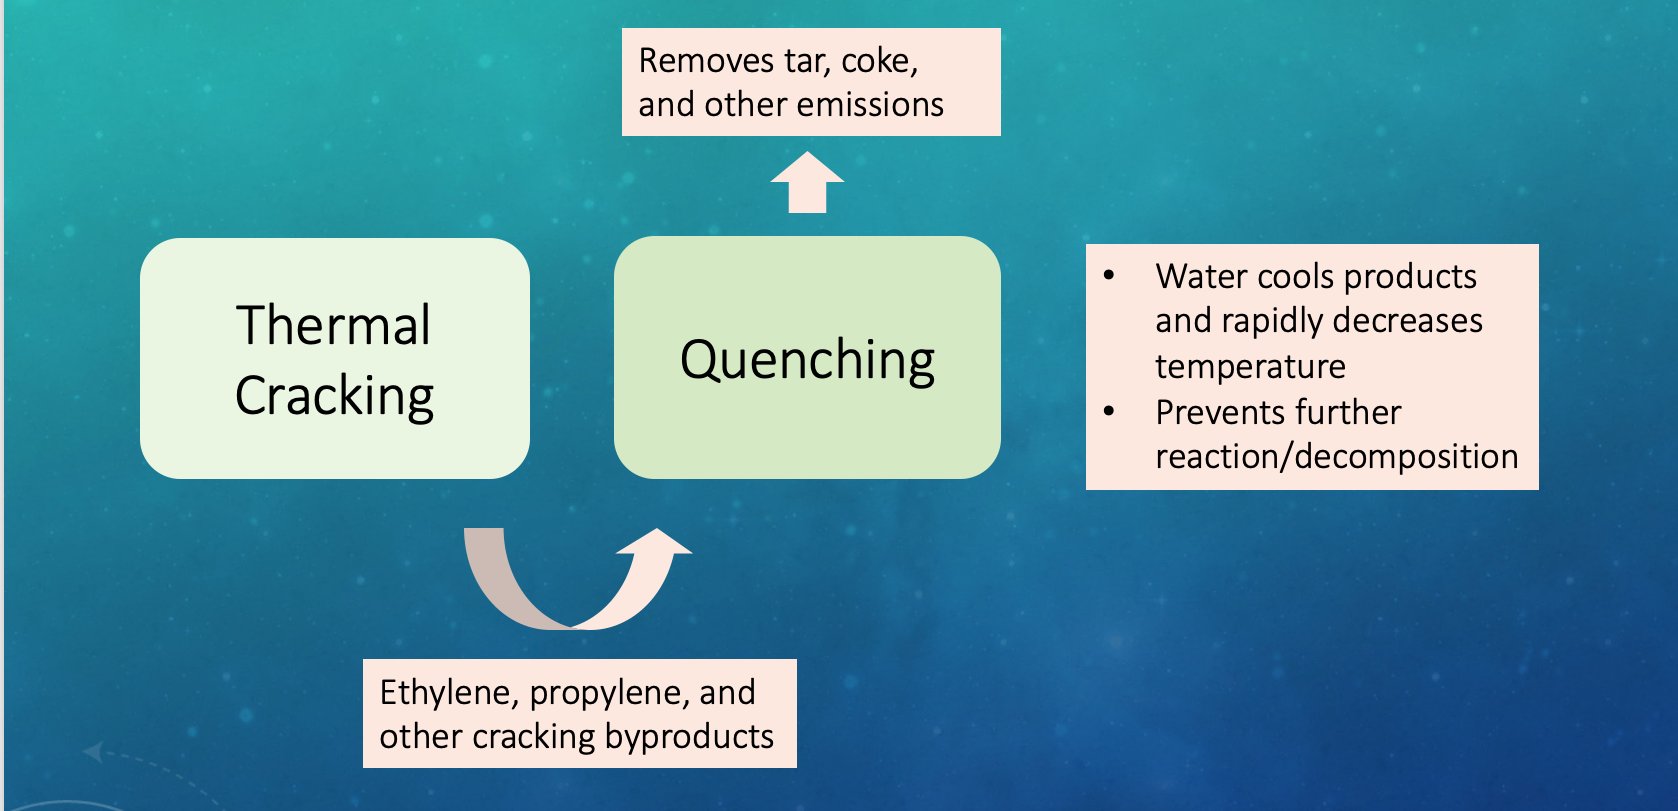 Removes tar, coke,
and other emissions
Thermal
Cracking
Quenching
• Water cools products
and rapidly decreases
temperature
• Prevents further
reaction/decomposition
Ethylene, propylene, and
other cracking byproducts